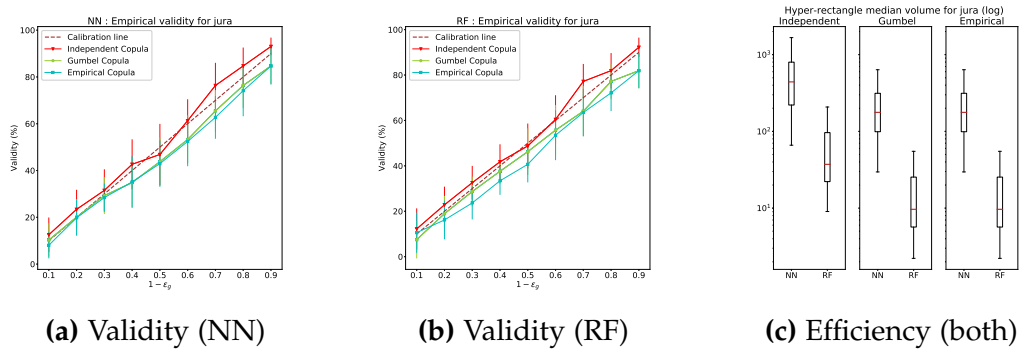 NN : Empirical validity for jura
Validity (%)
100
80
60
40
20
0
Calibration line
Independent Copula
Gumbel Copula
Empirical Copula
0.1 0.2 0.3 0.4 0.5 0.6 0.7 0.8 0.9
1 − ϵg
(a) Validity (NN)
RF : Empirical validity for jura
Validity (%)
100
80
60
40
20
0
Calibration line
Independent Copula
Gumbel Copula
Empirical Copula
0.1 0.2 0.3 0.4 0.5 0.6 0.7 0.8 0.9
1 − ϵg
(b) Validity (RF)
Hyper-rectangle median volume for jura (log)
Independent Gumbel Empirical
10³
10²
10¹
NN RF NN RF NN RF
(c) Efficiency (both)